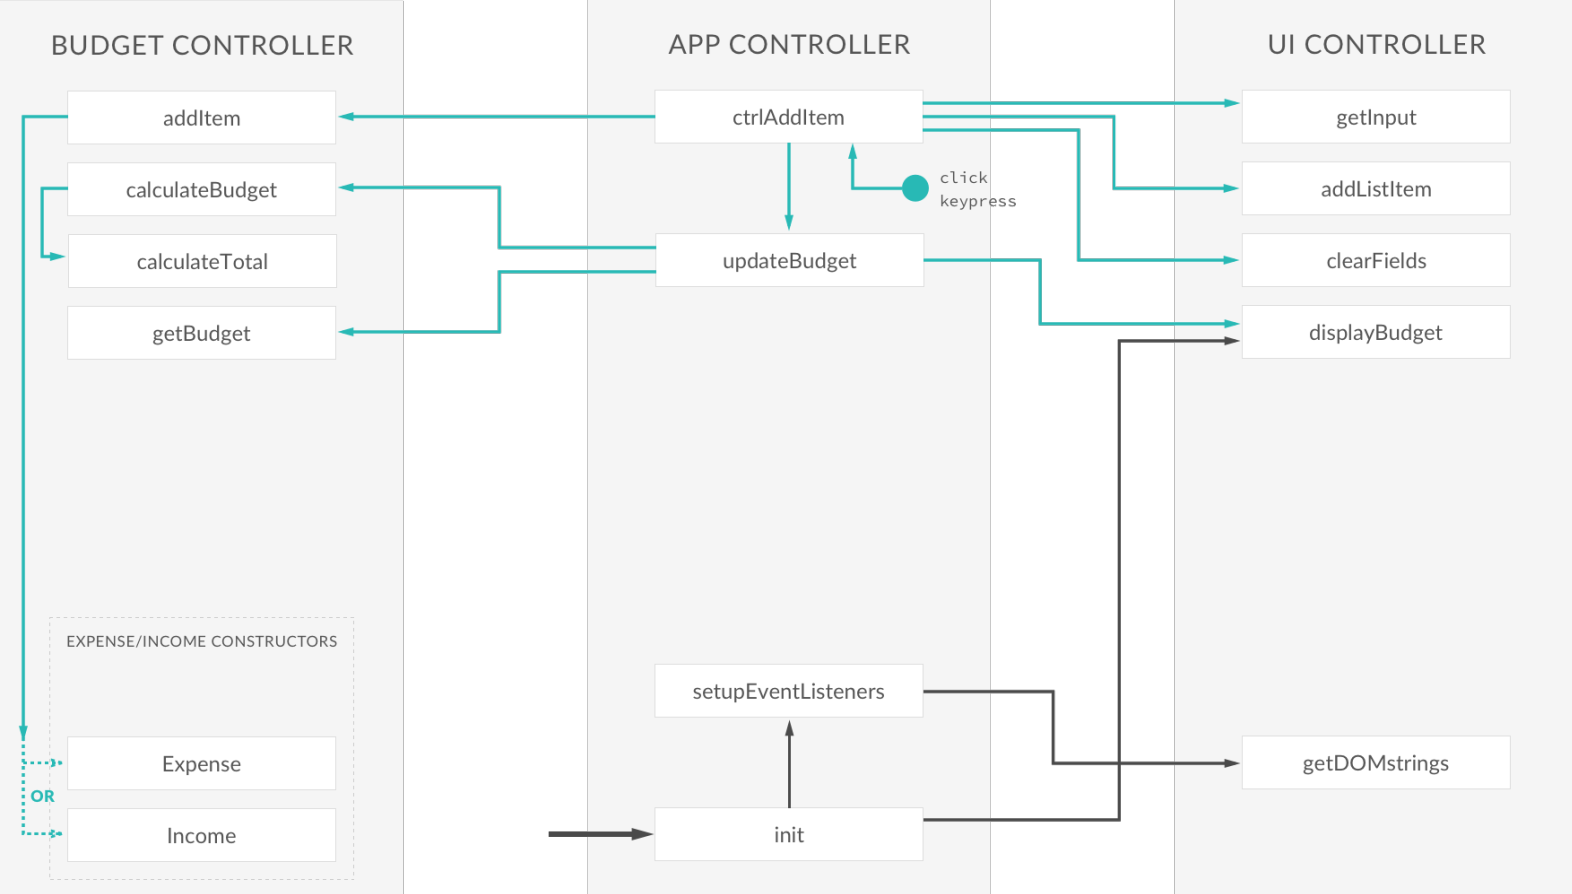 BUDGET CONTROLLER
addItem
calculateBudget
calculateTotal
getBudget
EXPENSE/INCOME CONSTRUCTORS
Expense
OR
Income
APP CONTROLLER
ctrlAddItem
click
keypress
updateBudget
setupEventListeners
init
UI CONTROLLER
getInput
addListItem
clearFields
displayBudget
getDOMstrings